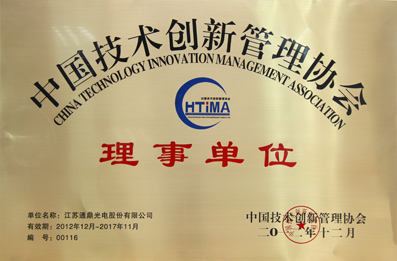 中国技术创新管理协会
CHINA TECHNOLOGY INNOVATION MANAGEMENT ASSOCIATION
HTiMA
理事单位
单位名称：江苏通鼎光电股份有限公司
有效期：2012年12月~2017年11月
编 号：00116
中国技术创新管理协会
二〇一二年十二月